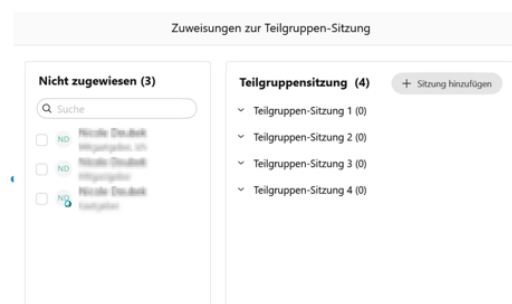 Zuweisungen zur Teilgruppen-Sitzung
Nicht zugewiesen (3)
Suche
ND
ND
ND
Teilgruppensitzung (4)
+ Sitzung hinzufügen
Teilgruppen-Sitzung 1 (0)
Teilgruppen-Sitzung 2 (0)
Teilgruppen-Sitzung 3 (0)
Teilgruppen-Sitzung 4 (0)